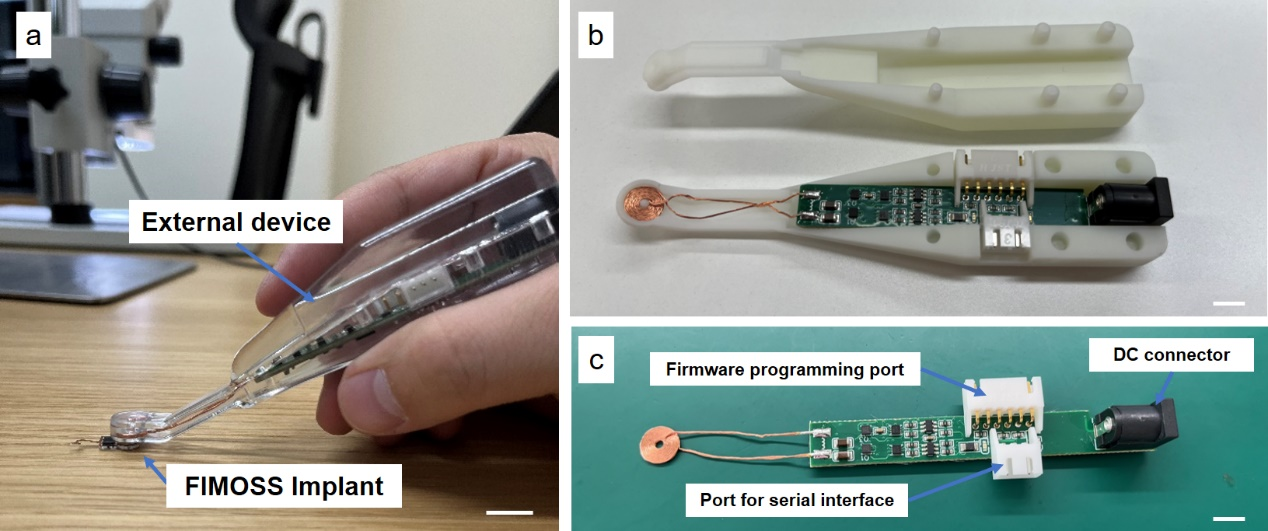 a
External device
FIMOSS Implant
b
c
Firmware programming port
DC connector
Port for serial interface